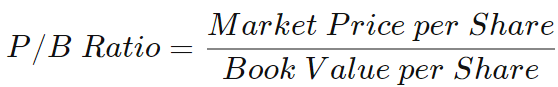 P/B Ratio = Market Price per Share
Book Value per Share